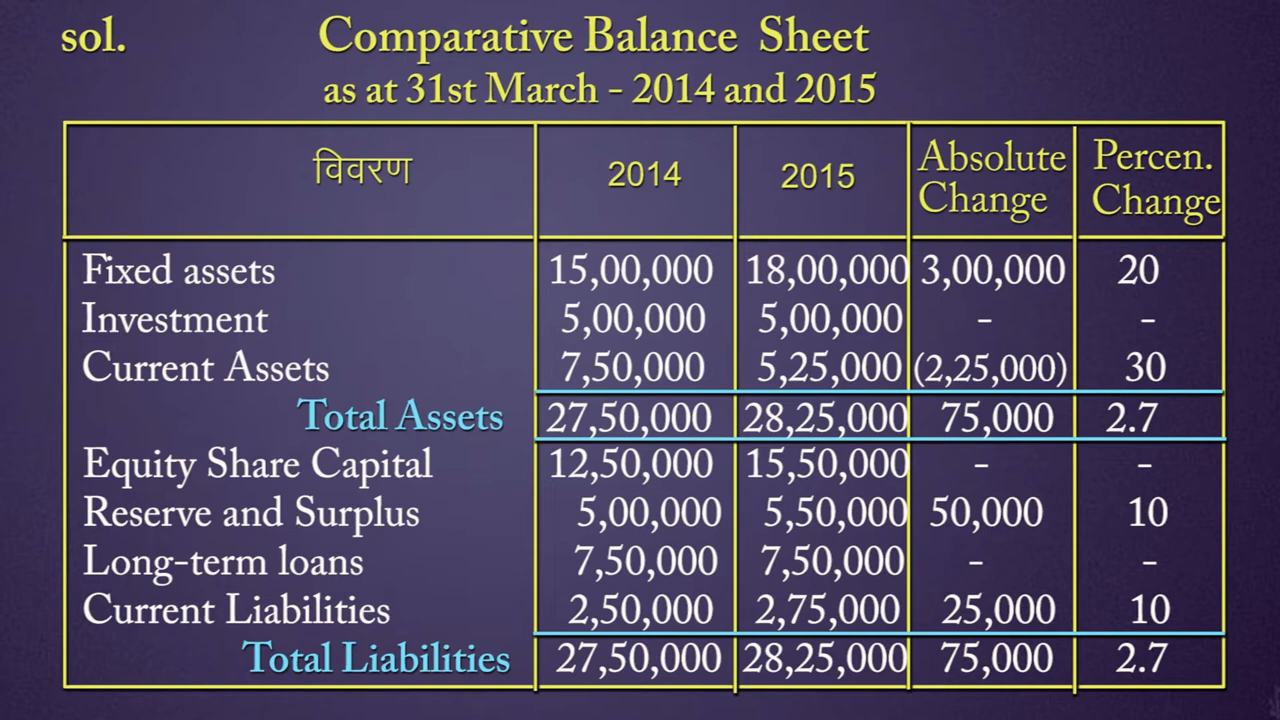 sol. Comparative Balance Sheet
as at 31st March - 2014 and 2015
विवरण 2014 2015 Absolute Change Percen. Change
Fixed assets 15,00,000 18,00,000 3,00,000 20
Investment 5,00,000 5,00,000 - -
Current Assets 7,50,000 5,25,000 (2,25,000) 30
Total Assets 27,50,000 28,25,000 75,000 2.7
Equity Share Capital 12,50,000 15,50,000 - -
Reserve and Surplus 5,00,000 5,50,000 50,000 10
Long-term loans 7,50,000 7,50,000 - -
Current Liabilities 2,50,000 2,75,000 25,000 10
Total Liabilities 27,50,000 28,25,000 75,000 2.7